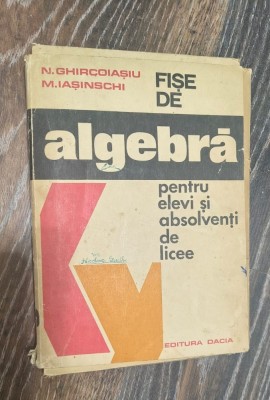 N. GHIRCOIAȘIU
M. IAȘINSCHI
FIȘE
DE
algebră
pentru
elevi și
absolvenți
de
licee
EDITURA DACIA